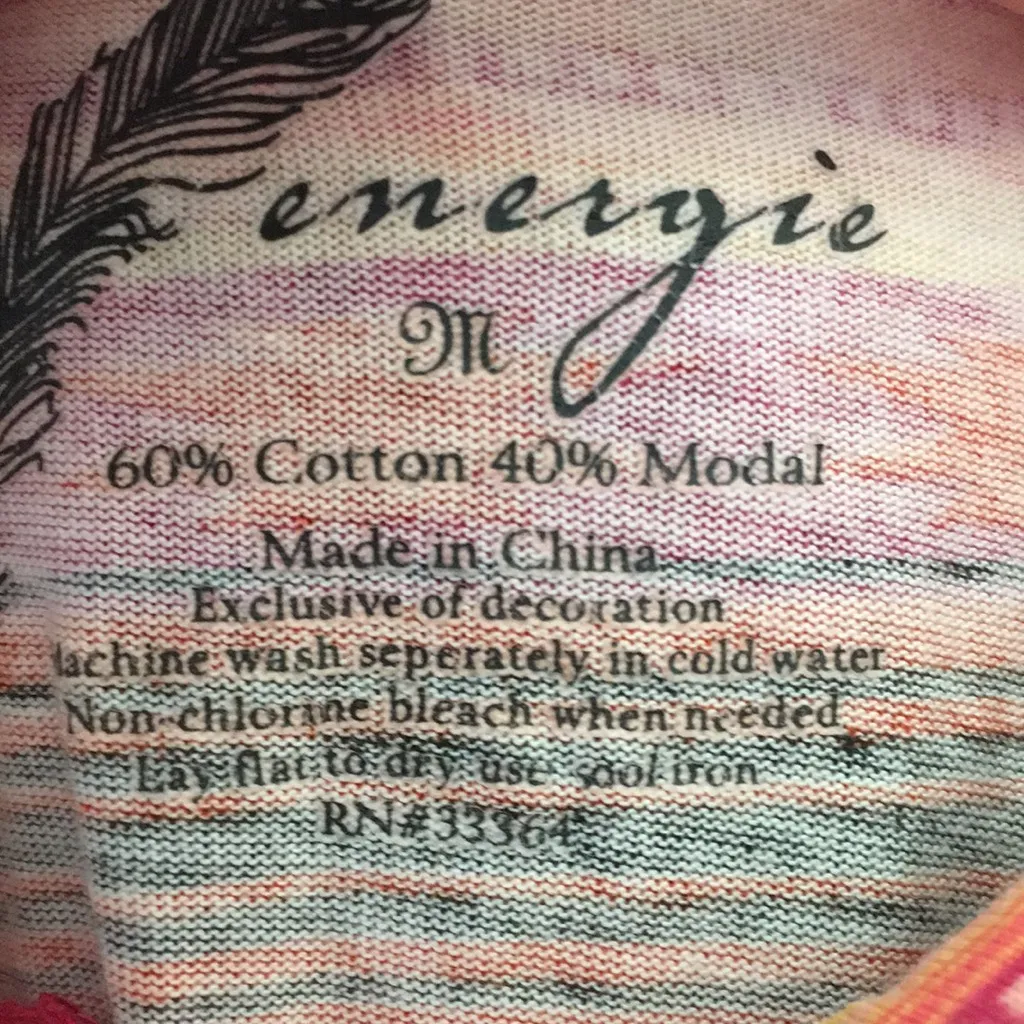 energie
M
60% Cotton 40% Modal
Made in China
Exclusive of decoration
Machine wash seperately in cold water
Non-chlorine bleach when needed
Lay flat to dry use cool iron
RN#33364